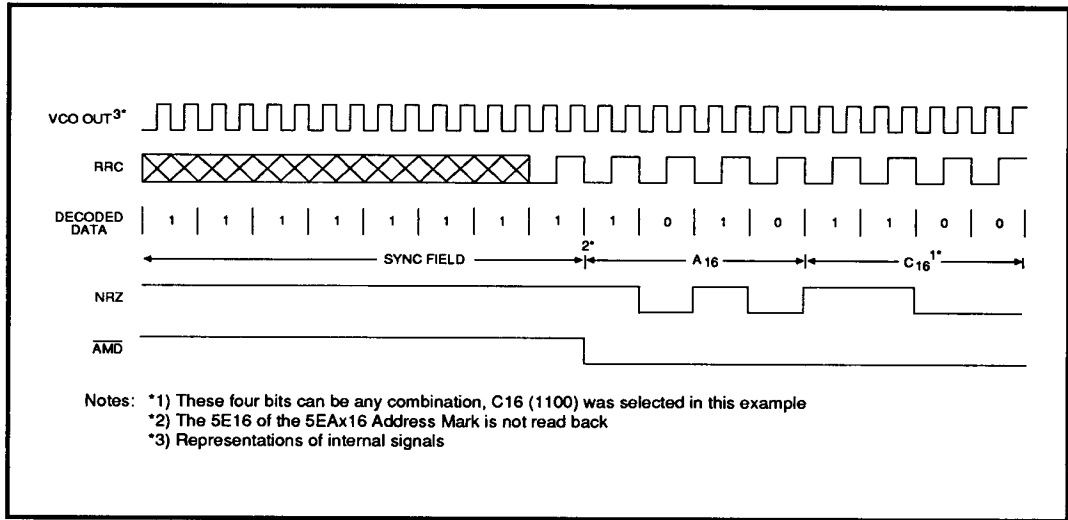 VCO OUT3*
RRC
DECODED
DATA
1 1 1 1 1 1 1 1 1 0 1 0 1 1 0 0
2*
SYNC FIELD A16 C16 1*
NRZ
AMD
Notes: *1) These four bits can be any combination, C16 (1100) was selected in this example
*2) The 5E16 of the 5EAx16 Address Mark is not read back
*3) Representations of internal signals